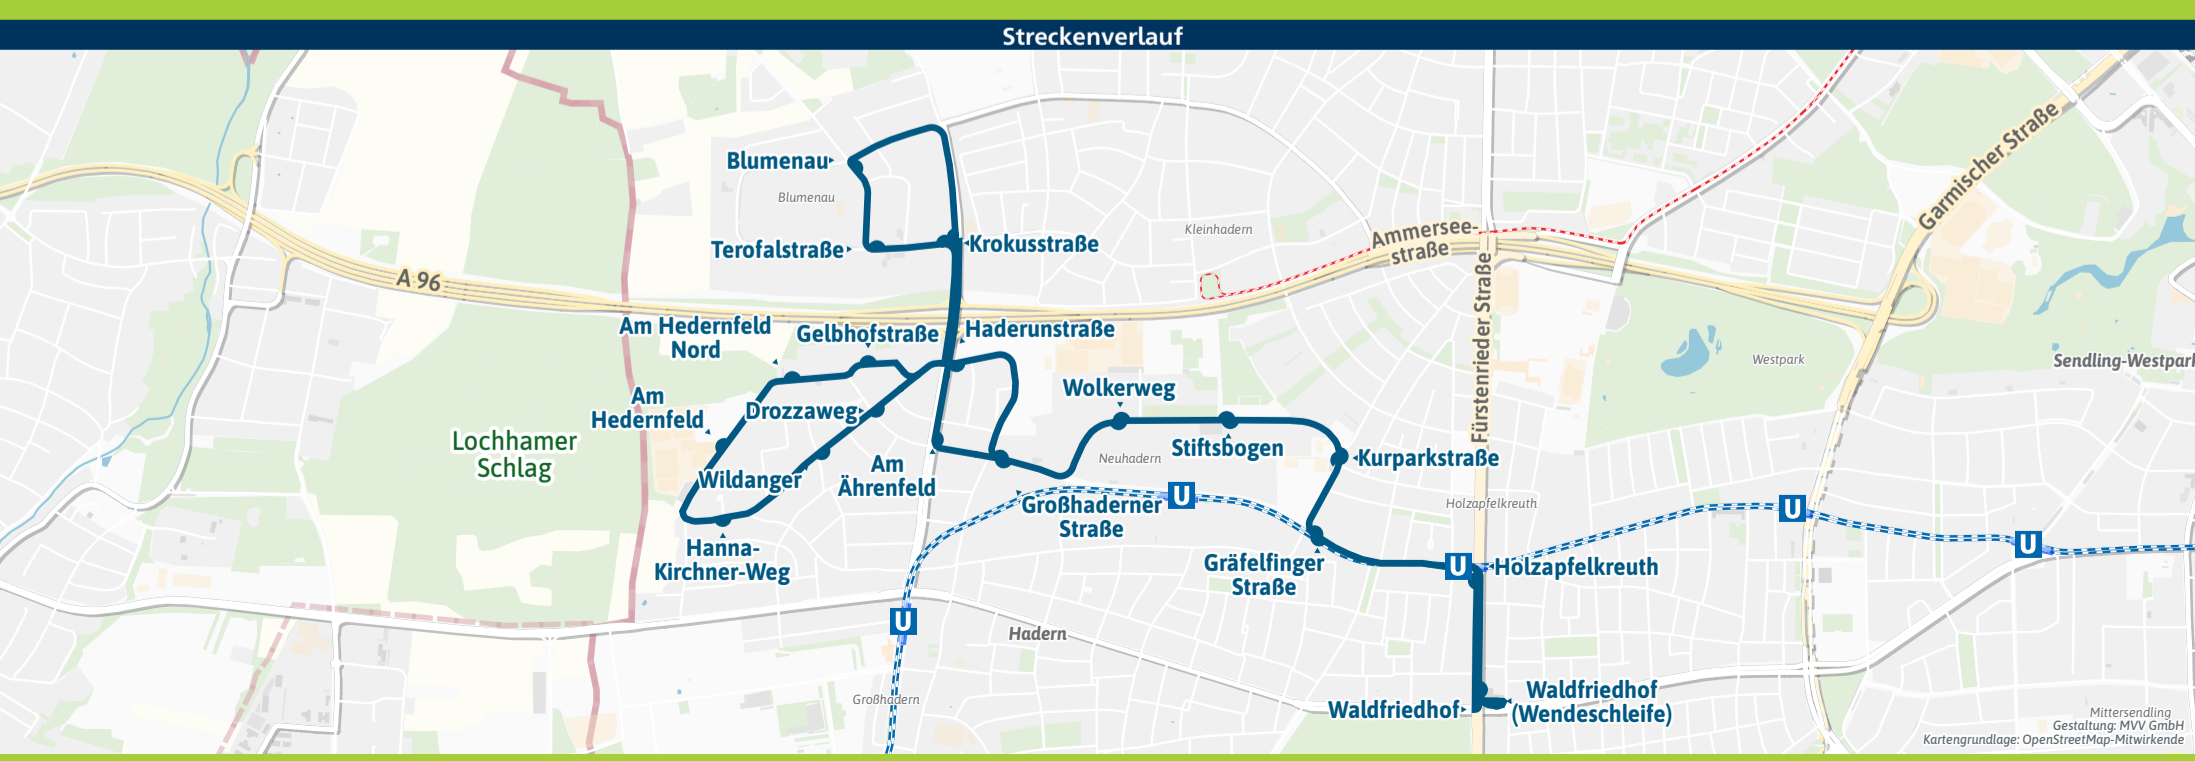 Streckenverlauf
Blumenau
Blumenau
Terofalstraße
Krokusstraße
Kleinhadern
Ammersee-
straße
Garmischer Straße
A 96
Fürstenrieder Straße
Am Hedernfeld
Nord
Gelbhofstraße
Haderunstraße
Westpark
Sendling-Westpark
Am
Hedernfeld
Drozzaweg
Wolkerweg
Lochhamer
Schlag
Wildanger
Am
Ährenfeld
Neuhadern
Stiftsbogen
Kurparkstraße
Großhaderner
Straße
U
Holzapfelkreuth
U
U
Hanna-
Kirchner-Weg
Gräfelfinger
Straße
U
Holzapfelkreuth
U
Hadern
Großhadern
Waldfriedhof
Waldfriedhof
(Wendeschleife)
Mittersendling
Gestaltung: MVV GmbH
Kartengrundlage: OpenStreetMap-Mitwirkende